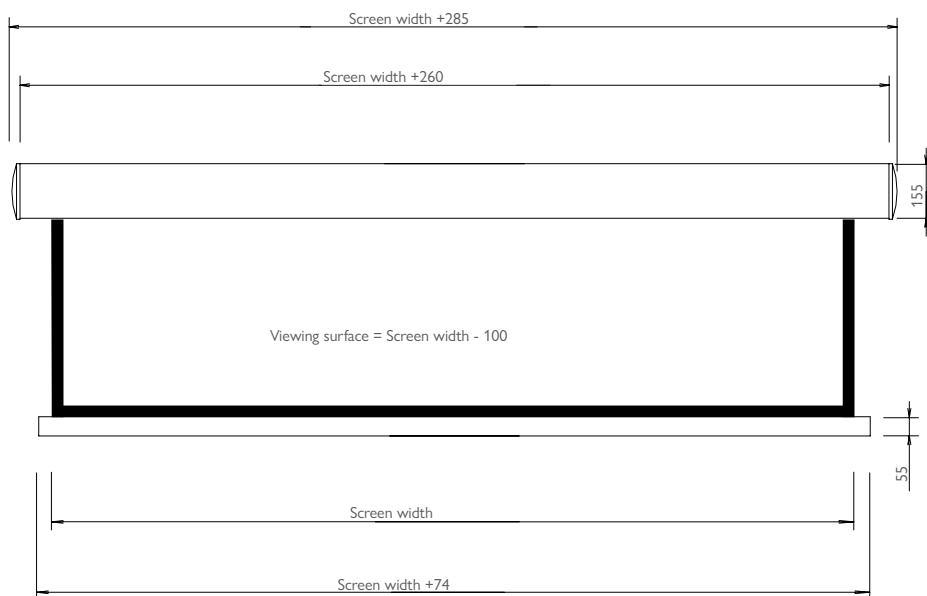 Screen width +285
Screen width +260
155
Viewing surface = Screen width - 100
55
Screen width
Screen width +74